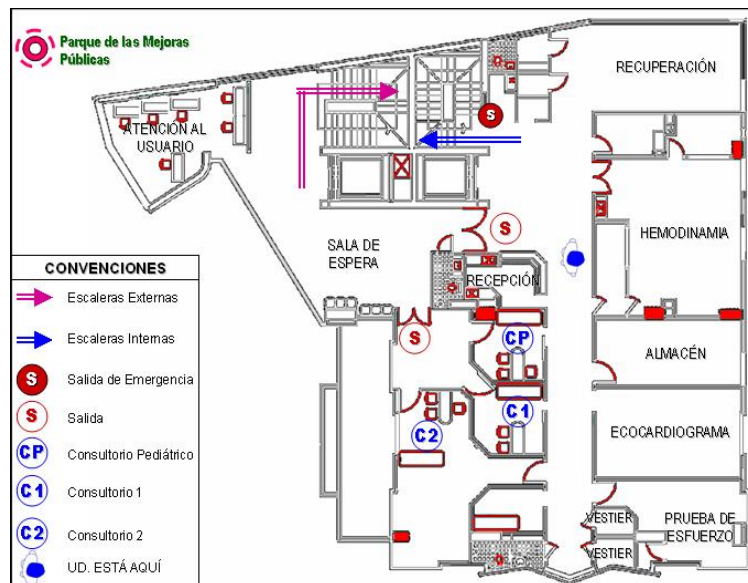 Parque de las Mejoras
Públicas
RECUPERACIÓN
S
ATENCIÓN AL
USUARIO
HEMODINAMIA
S
SALA DE
ESPERA
RECEPCIÓN
S
CP
ALMACÉN
C1
C2
ECOCARDIOGRAMA
VESTIER
PRUEBA DE
ESFUERZO
VESTIER
CONVENCIONES
Escaleras Externas
Escaleras Internas
S Salida de Emergencia
S Salida
CP Consultorio Pediátrico
C1 Consultorio 1
C2 Consultorio 2
UD. ESTÁ AQUÍ